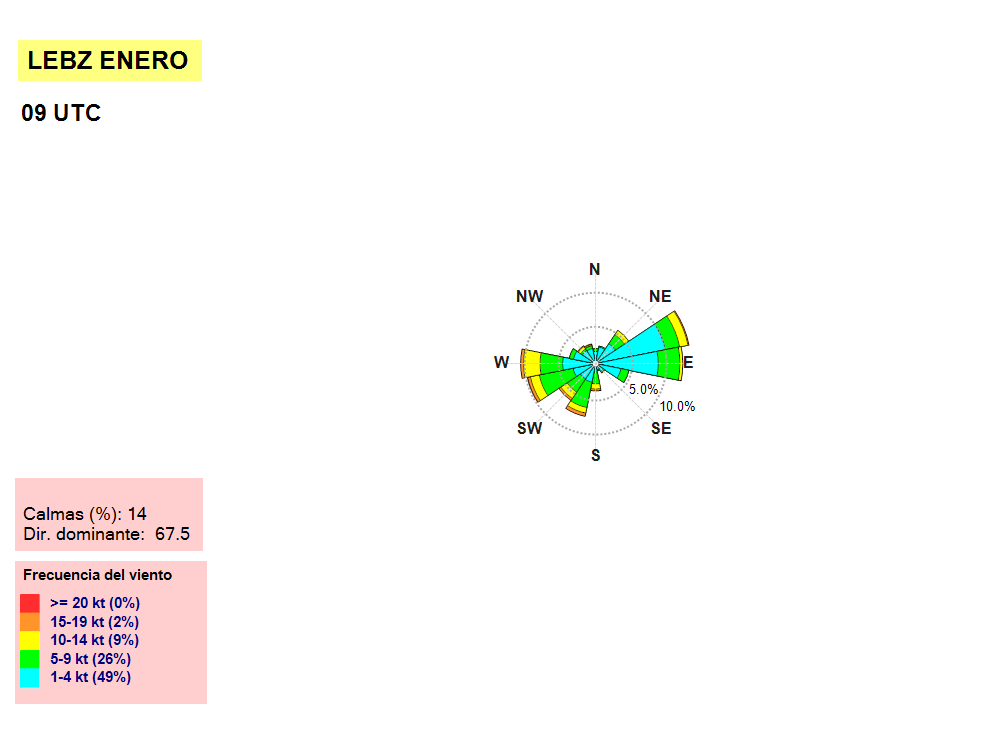 LEBZ ENERO
09 UTC
N
NW
NE
W
E
5.0%
10.0%
SW
SE
S
Calmas (%): 14
Dir. dominante: 67.5
Frecuencia del viento
>= 20 kt (0%)
15-19 kt (2%)
10-14 kt (9%)
5-9 kt (26%)
1-4 kt (49%)